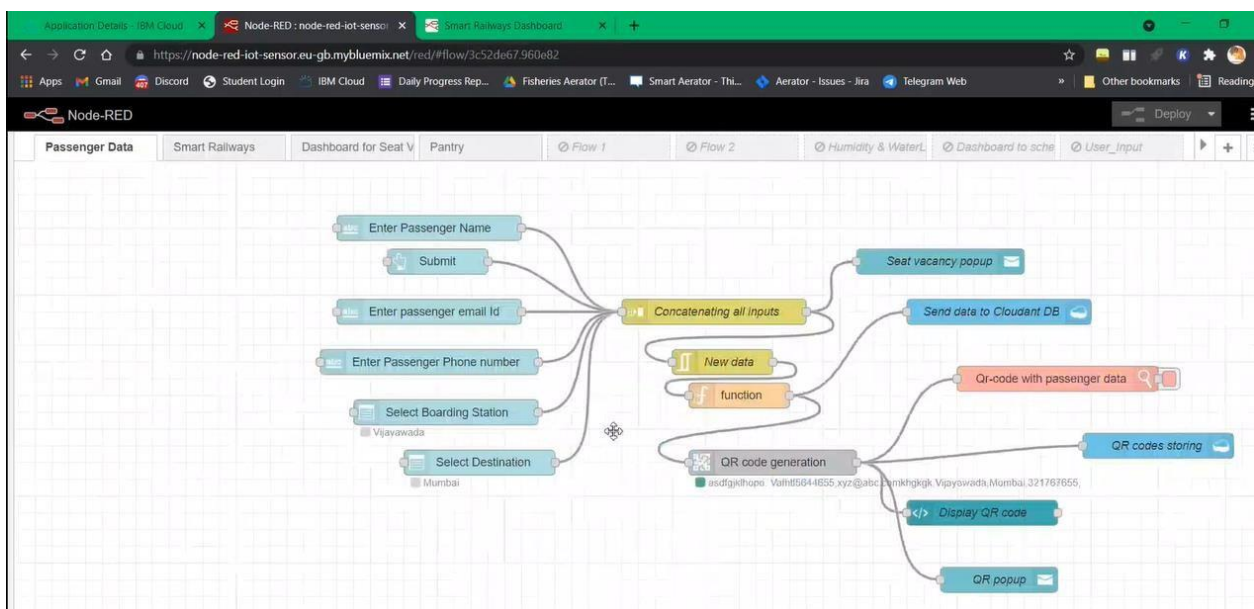 Application Details - IBM Cloud
Node-RED : node-red-iot-sensor
Smart Railways Dashboard
https://node-red-iot-sensor.eu-gb.mybluemix.net/red/#flow/3c52de67.960e82
Apps Gmail Discord Student Login IBM Cloud Daily Progress Rep... Fisheries Aerator (T... Smart Aerator - Thi... Aerator - Issues - Jira Telegram Web » Other bookmarks Reading
Node-RED Deploy
Passenger Data Smart Railways Dashboard for Seat V Pantry Flow 1 Flow 2 Humidity & WaterL Dashboard to sche User_Input
Enter Passenger Name
Submit
Seat vacancy popup
Enter passenger email Id
Concatenating all inputs
Send data to Cloudant DB
Enter Passenger Phone number
New data
Qr-code with passenger data
function
Select Boarding Station
Vijayawada
QR codes storing
Select Destination
QR code generation
Mumbai
Display QR code
QR popup